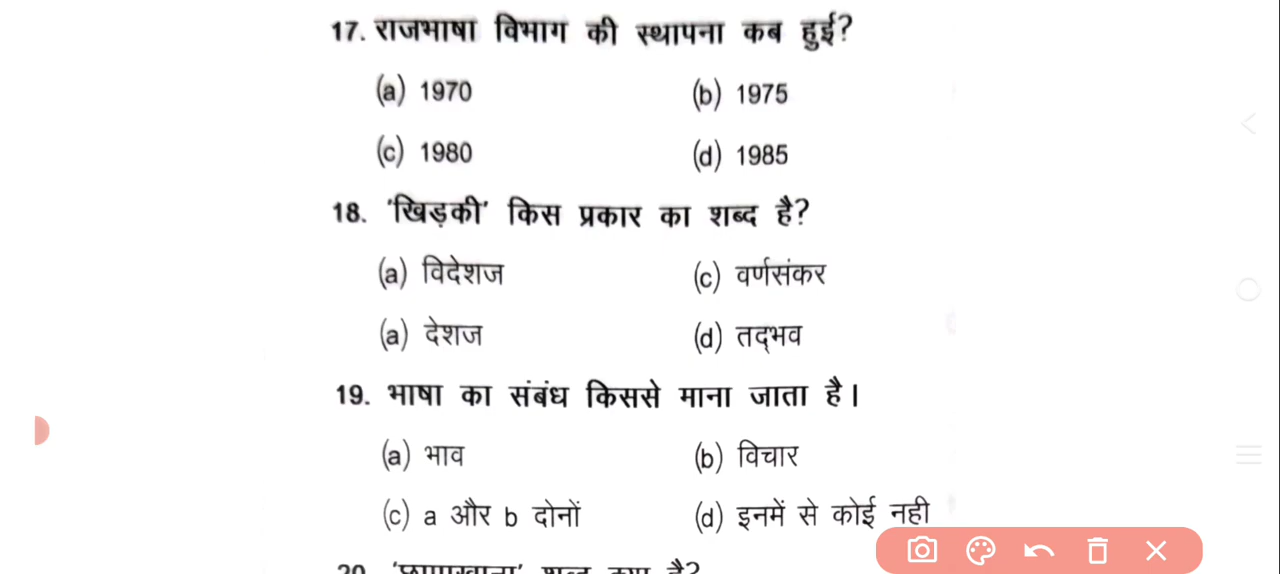 17. राजभाषा विभाग की स्थापना कब हुई?
(a) 1970 (b) 1975
(c) 1980 (d) 1985
18. 'खिड़की' किस प्रकार का शब्द है?
(a) विदेशज (c) वर्णसंकर
(a) देशज (d) तद्भव
19. भाषा का संबंध किससे माना जाता है।
(a) भाव (b) विचार
(c) a और b दोनों (d) इनमें से कोई नही